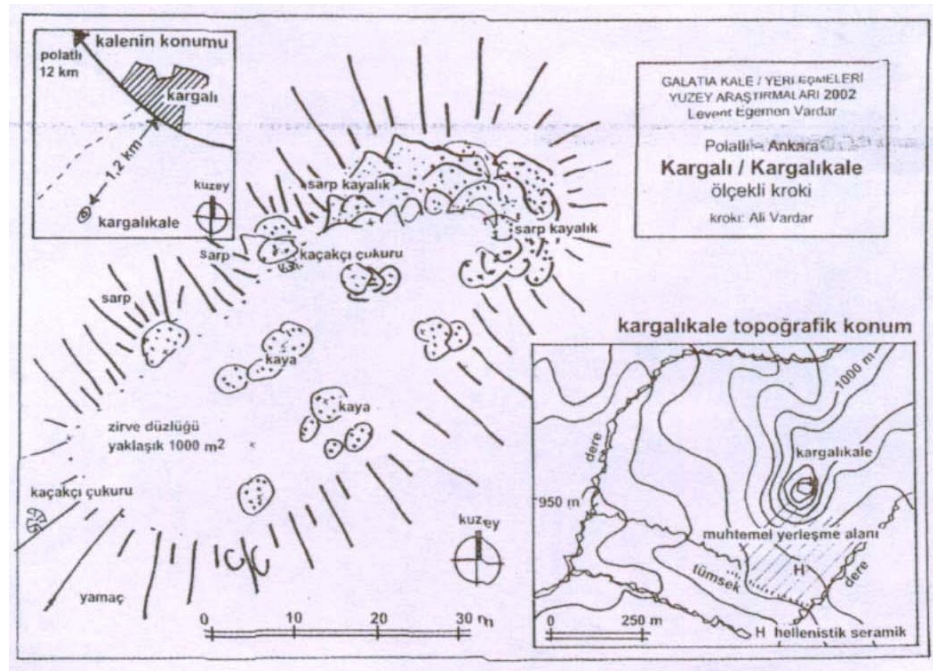 kalenin konumu
polatlı
12 km
kargalı
1.2 km
kargalıkale
kuzey
GALATIA KALE / YERLEŞMELERİ
YUZEY ARAŞTIRMALARI 2002
Levent Egemen Vardar
Polatlı - Ankara
Kargalı / Kargalıkale
ölçekli kroki
kroki: Ali Vardar
sarp kayalık
sarp kayalık
sarp
kaçakçı çukuru
sarp
kaya
kaya
zirve düzlüğü
yaklaşık 1000 m2
kaçakçı çukuru
yamaç
kuzey
0 10 20 30 m
kargalıkale topoğrafik konum
1000 m
kargalıkale
dere
950 m
muhtemel yerleşme alanı
H
tümsek
dere
0 250 m
H hellenistik seramik